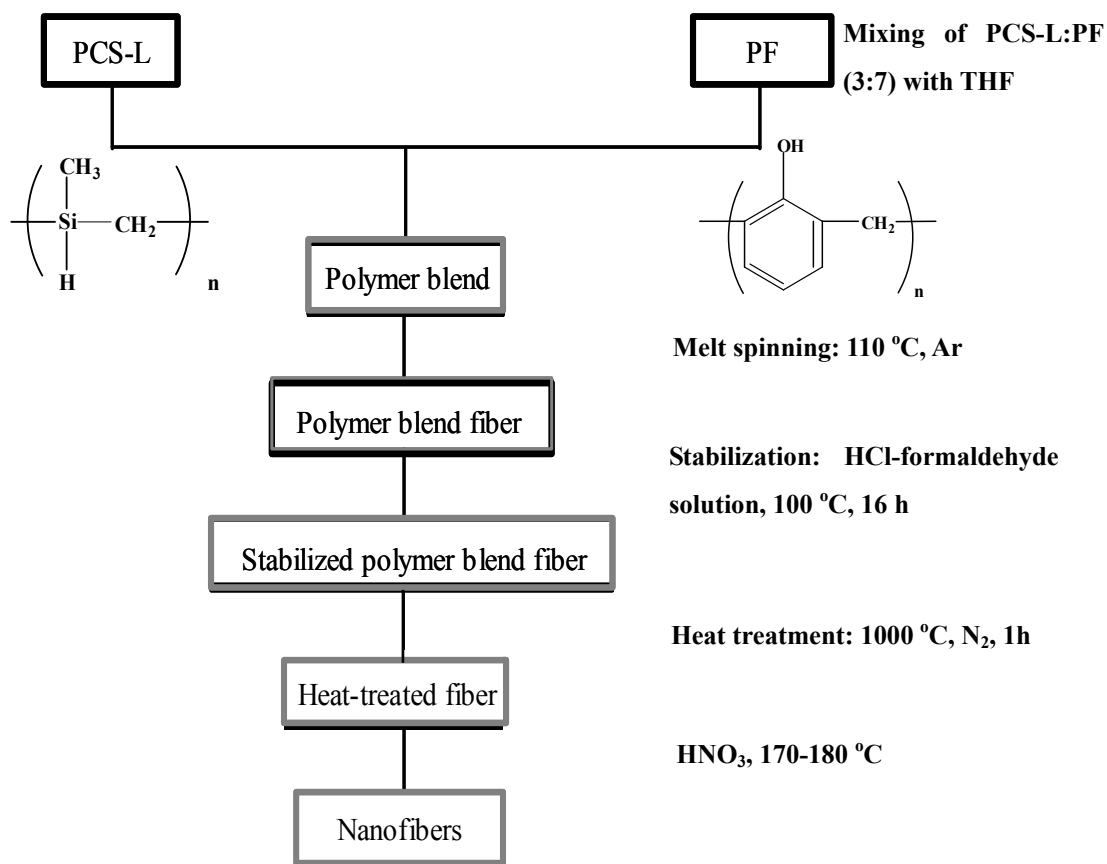 PCS-L
PF
Mixing of PCS-L:PF
(3:7) with THF
CH₃
Si
CH₂
H
n
OH
CH₂
n
Polymer blend
Melt spinning: 110 °C, Ar
Polymer blend fiber
Stabilization: HCl-formaldehyde
solution, 100 °C, 16 h
Stabilized polymer blend fiber
Heat treatment: 1000 °C, N₂, 1h
Heat-treated fiber
HNO₃, 170-180 °C
Nanofibers